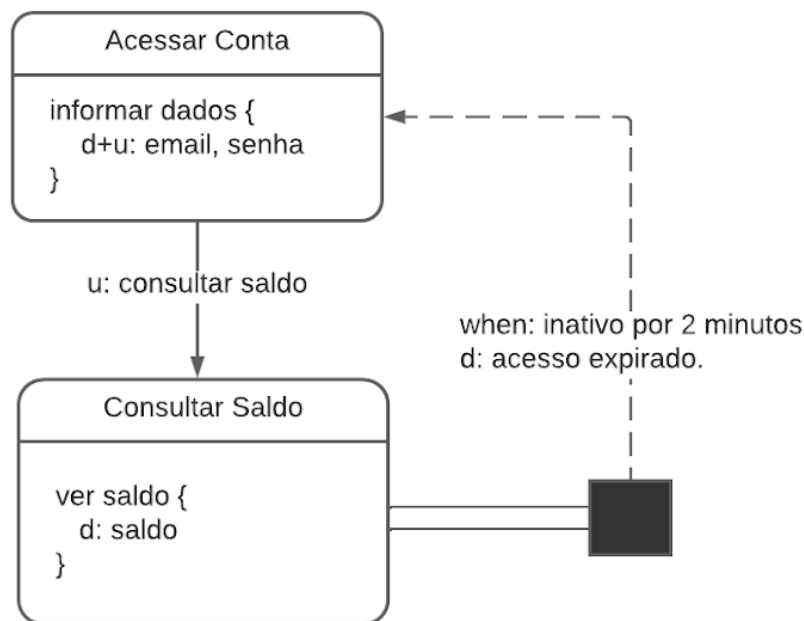 Acessar Conta
informar dados {
d+u: email, senha
}
u: consultar saldo
when: inativo por 2 minutos
d: acesso expirado.
Consultar Saldo
ver saldo {
d: saldo
}